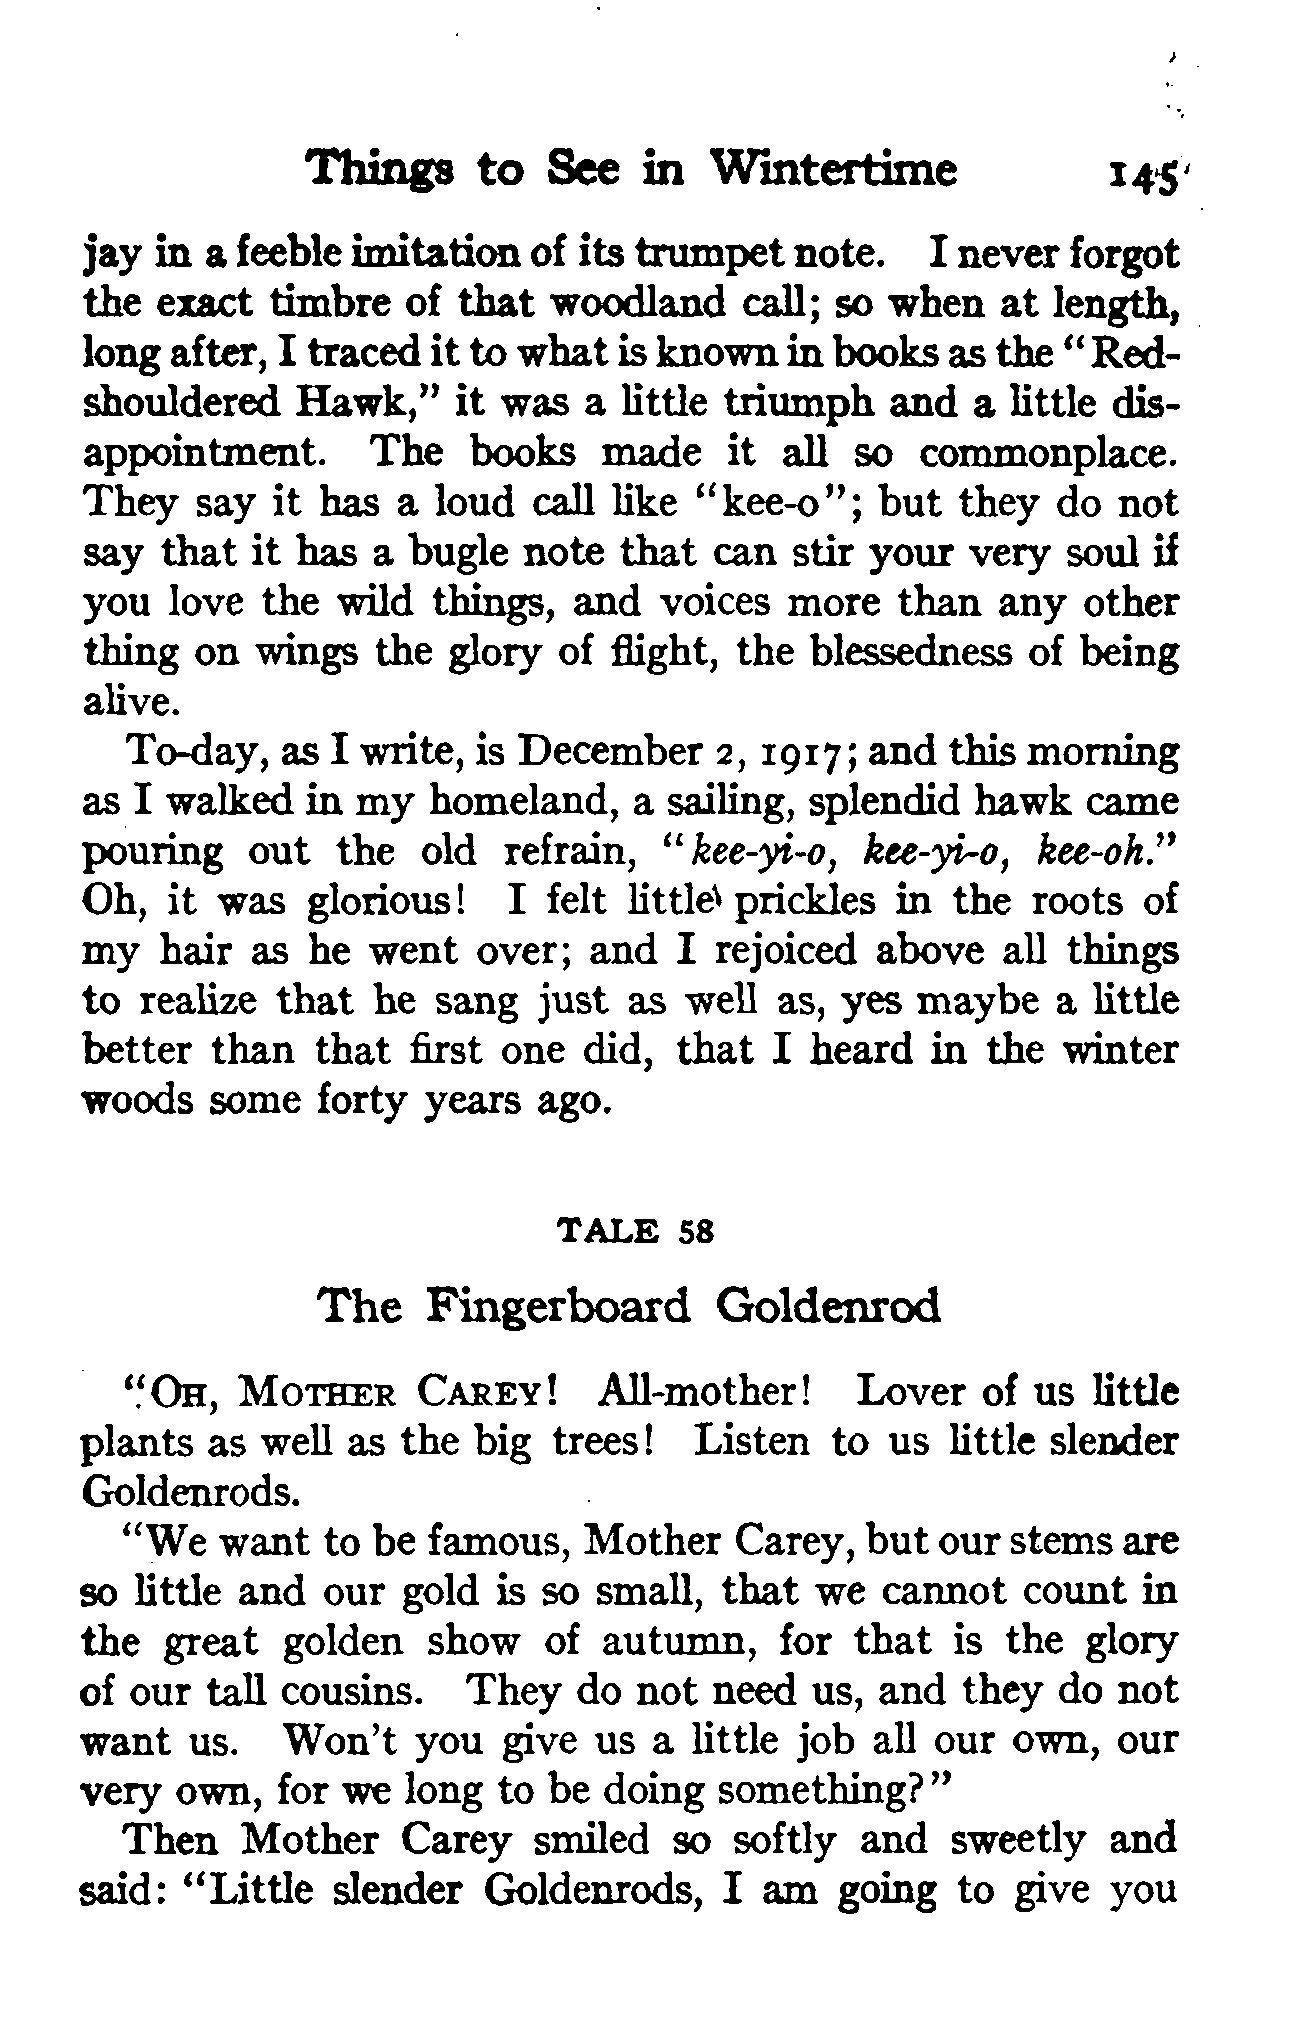 Things to See in Wintertime 145
jay in a feeble imitation of its trumpet note. I never forgot
the exact timbre of that woodland call; so when at length,
long after, I traced it to what is known in books as the "Red-
shouldered Hawk," it was a little triumph and a little dis-
appointment. The books made it all so commonplace.
They say it has a loud call like "kee-o"; but they do not
say that it has a bugle note that can stir your very soul if
you love the wild things, and voices more than any other
thing on wings the glory of flight, the blessedness of being
alive.
To-day, as I write, is December 2, 1917; and this morning
as I walked in my homeland, a sailing, splendid hawk came
pouring out the old refrain, "kee-yi-o, kee-yi-o, kee-oh."
Oh, it was glorious! I felt little prickles in the roots of
my hair as he went over; and I rejoiced above all things
to realize that he sang just as well as, yes maybe a little
better than that first one did, that I heard in the winter
woods some forty years ago.
TALE 58
The Fingerboard Goldenrod
"OH, MOTHER CAREY! All-mother! Lover of us little
plants as well as the big trees! Listen to us little slender
Goldenrods.
"We want to be famous, Mother Carey, but our stems are
so little and our gold is so small, that we cannot count in
the great golden show of autumn, for that is the glory
of our tall cousins. They do not need us, and they do not
want us. Won't you give us a little job all our own, our
very own, for we long to be doing something?"
Then Mother Carey smiled so softly and sweetly and
said: "Little slender Goldenrods, I am going to give you